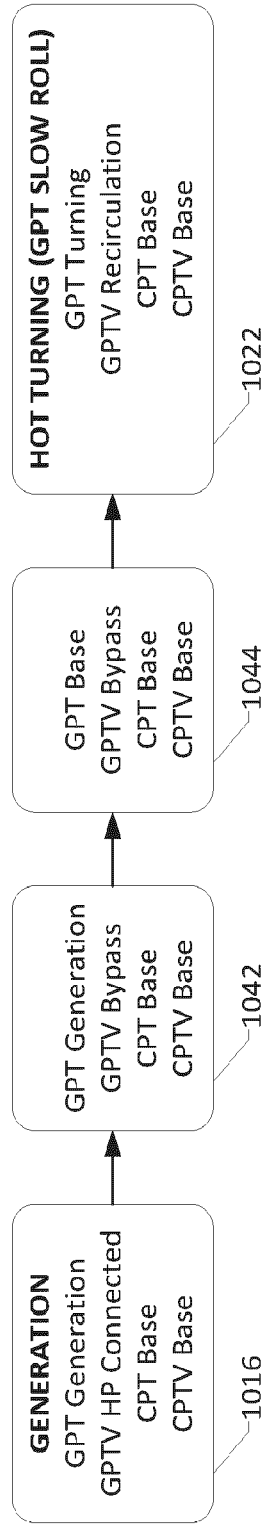 GENERATION
GPT Generation
GPTV HP Connected
CPT Base
CPTV Base
1016
GPT Generation
GPTV Bypass
CPT Base
CPTV Base
1042
GPT Base
GPTV Bypass
CPT Base
CPTV Base
1044
HOT TURNING (GPT SLOW ROLL)
GPT Turning
GPTV Recirculation
CPT Base
CPTV Base
1022